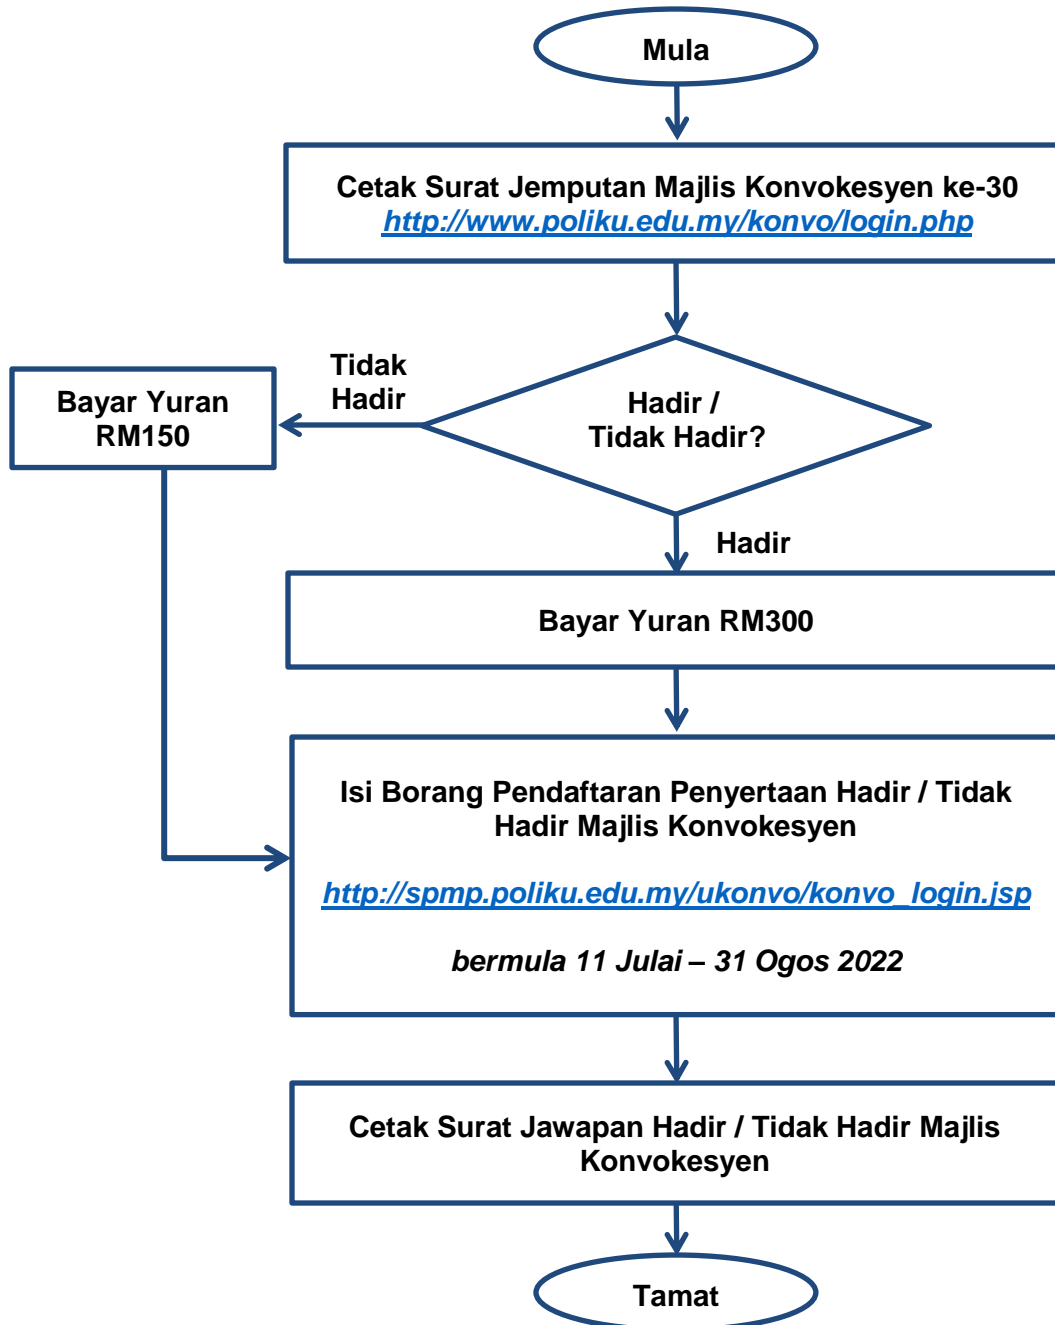 Mula
Cetak Surat Jemputan Majlis Konvokesyen ke-30
http://www.poliku.edu.my/konvo/login.php
Hadir /
Tidak Hadir?
Tidak
Hadir
Bayar Yuran
RM150
Hadir
Bayar Yuran RM300
Isi Borang Pendaftaran Penyertaan Hadir / Tidak
Hadir Majlis Konvokesyen
http://spmp.poliku.edu.my/ukonvo/konvo_login.jsp
bermula 11 Julai – 31 Ogos 2022
Cetak Surat Jawapan Hadir / Tidak Hadir Majlis
Konvokesyen
Tamat